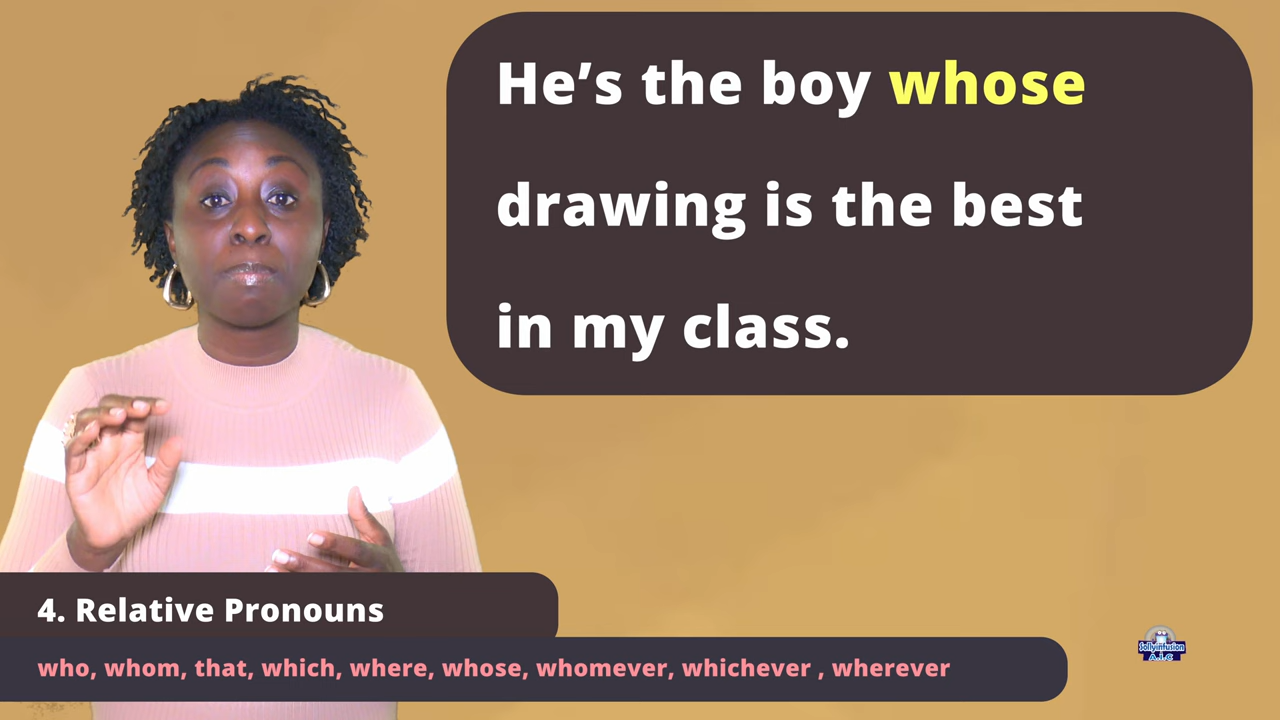 He's the boy whose
drawing is the best
in my class.
4. Relative Pronouns
who, whom, that, which, where, whose, whomever, whichever , wherever
Sollyinfusion
A.I.C